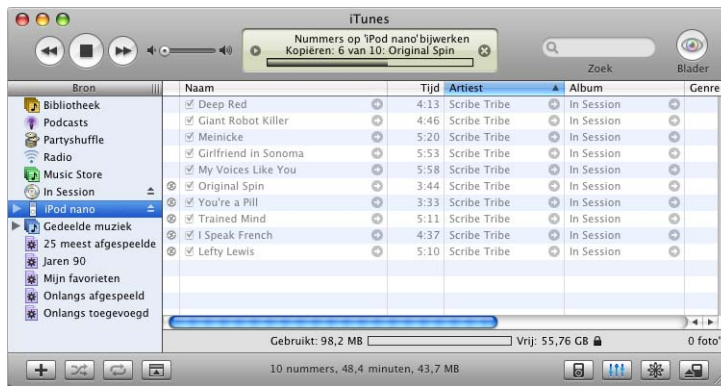 iTunes
Nummers op 'iPod nano' bijwerken
Kopiëren: 6 van 10: Original Spin
Zoek
Blader
Bron
Bibliotheek
Podcasts
Partyshuffle
Radio
Music Store
In Session
iPod nano
Gedeelde muziek
25 meest afgespeelde
Jaren 90
Mijn favorieten
Onlangs afgespeeld
Onlangs toegevoegd
Naam Tijd Artiest Album Genre
Deep Red 4:13 Scribe Tribe In Session
Giant Robot Killer 4:46 Scribe Tribe In Session
Meinicke 5:20 Scribe Tribe In Session
Girlfriend in Sonoma 5:53 Scribe Tribe In Session
My Voices Like You 5:58 Scribe Tribe In Session
Original Spin 3:44 Scribe Tribe In Session
You're a Pill 3:33 Scribe Tribe In Session
Trained Mind 5:11 Scribe Tribe In Session
I Speak French 4:37 Scribe Tribe In Session
Lefty Lewis 5:10 Scribe Tribe In Session
Gebruikt: 98,2 MB Vrij: 55,76 GB 0 foto'
10 nummers, 48,4 minuten, 43,7 MB